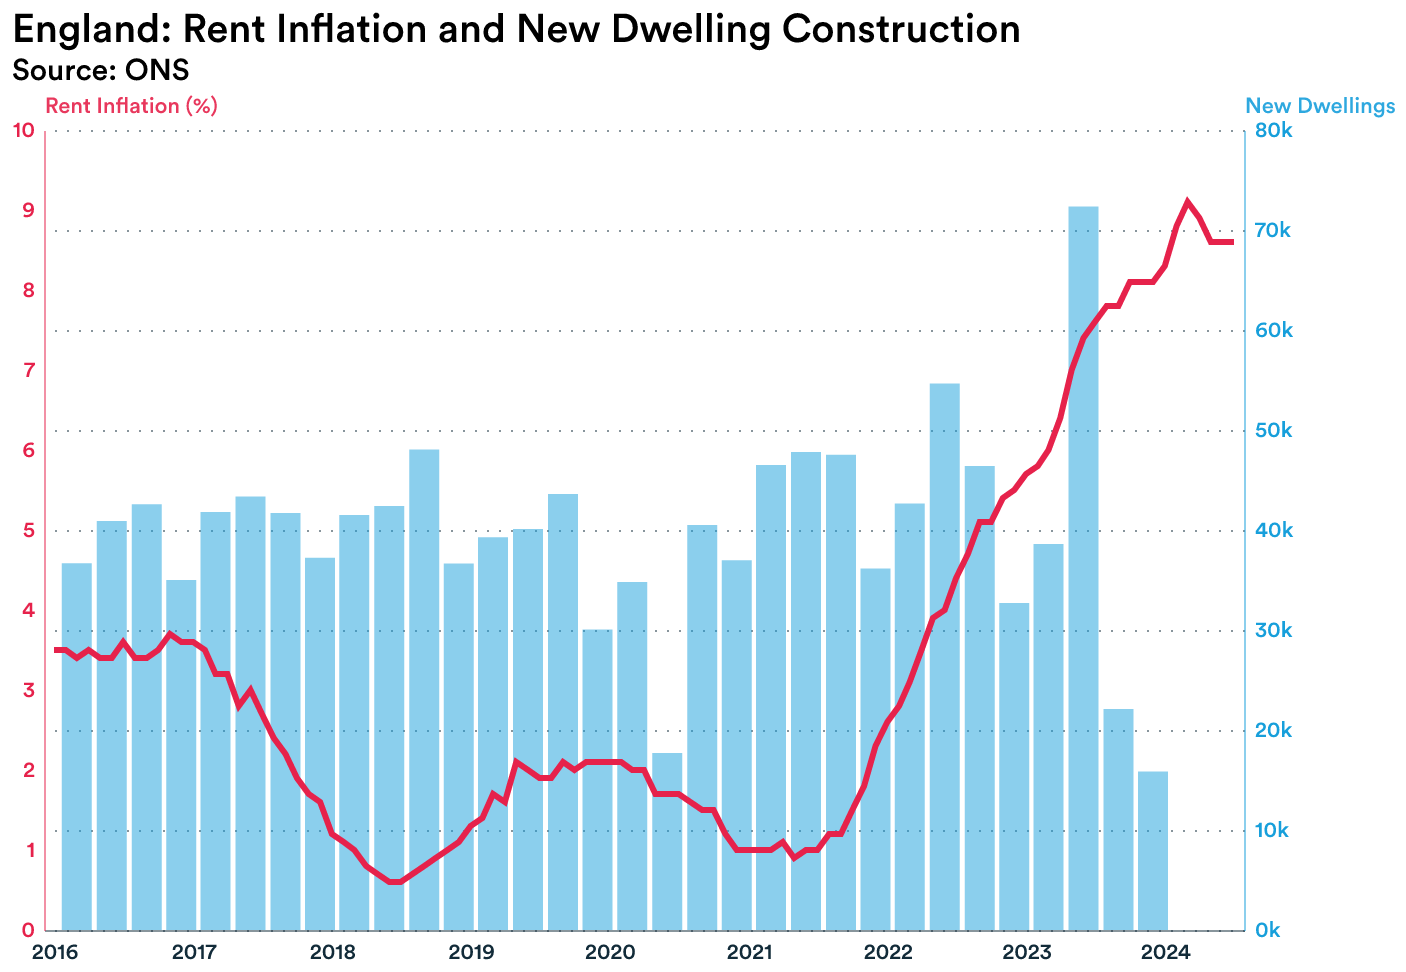 England: Rent Inflation and New Dwelling Construction
Source: ONS
Rent Inflation (%)
New Dwellings
10
80k
9
70k
8
60k
7
50k
6
5
40k
4
30k
3
20k
2
10k
1
0
0k
2016 2017 2018 2019 2020 2021 2022 2023 2024